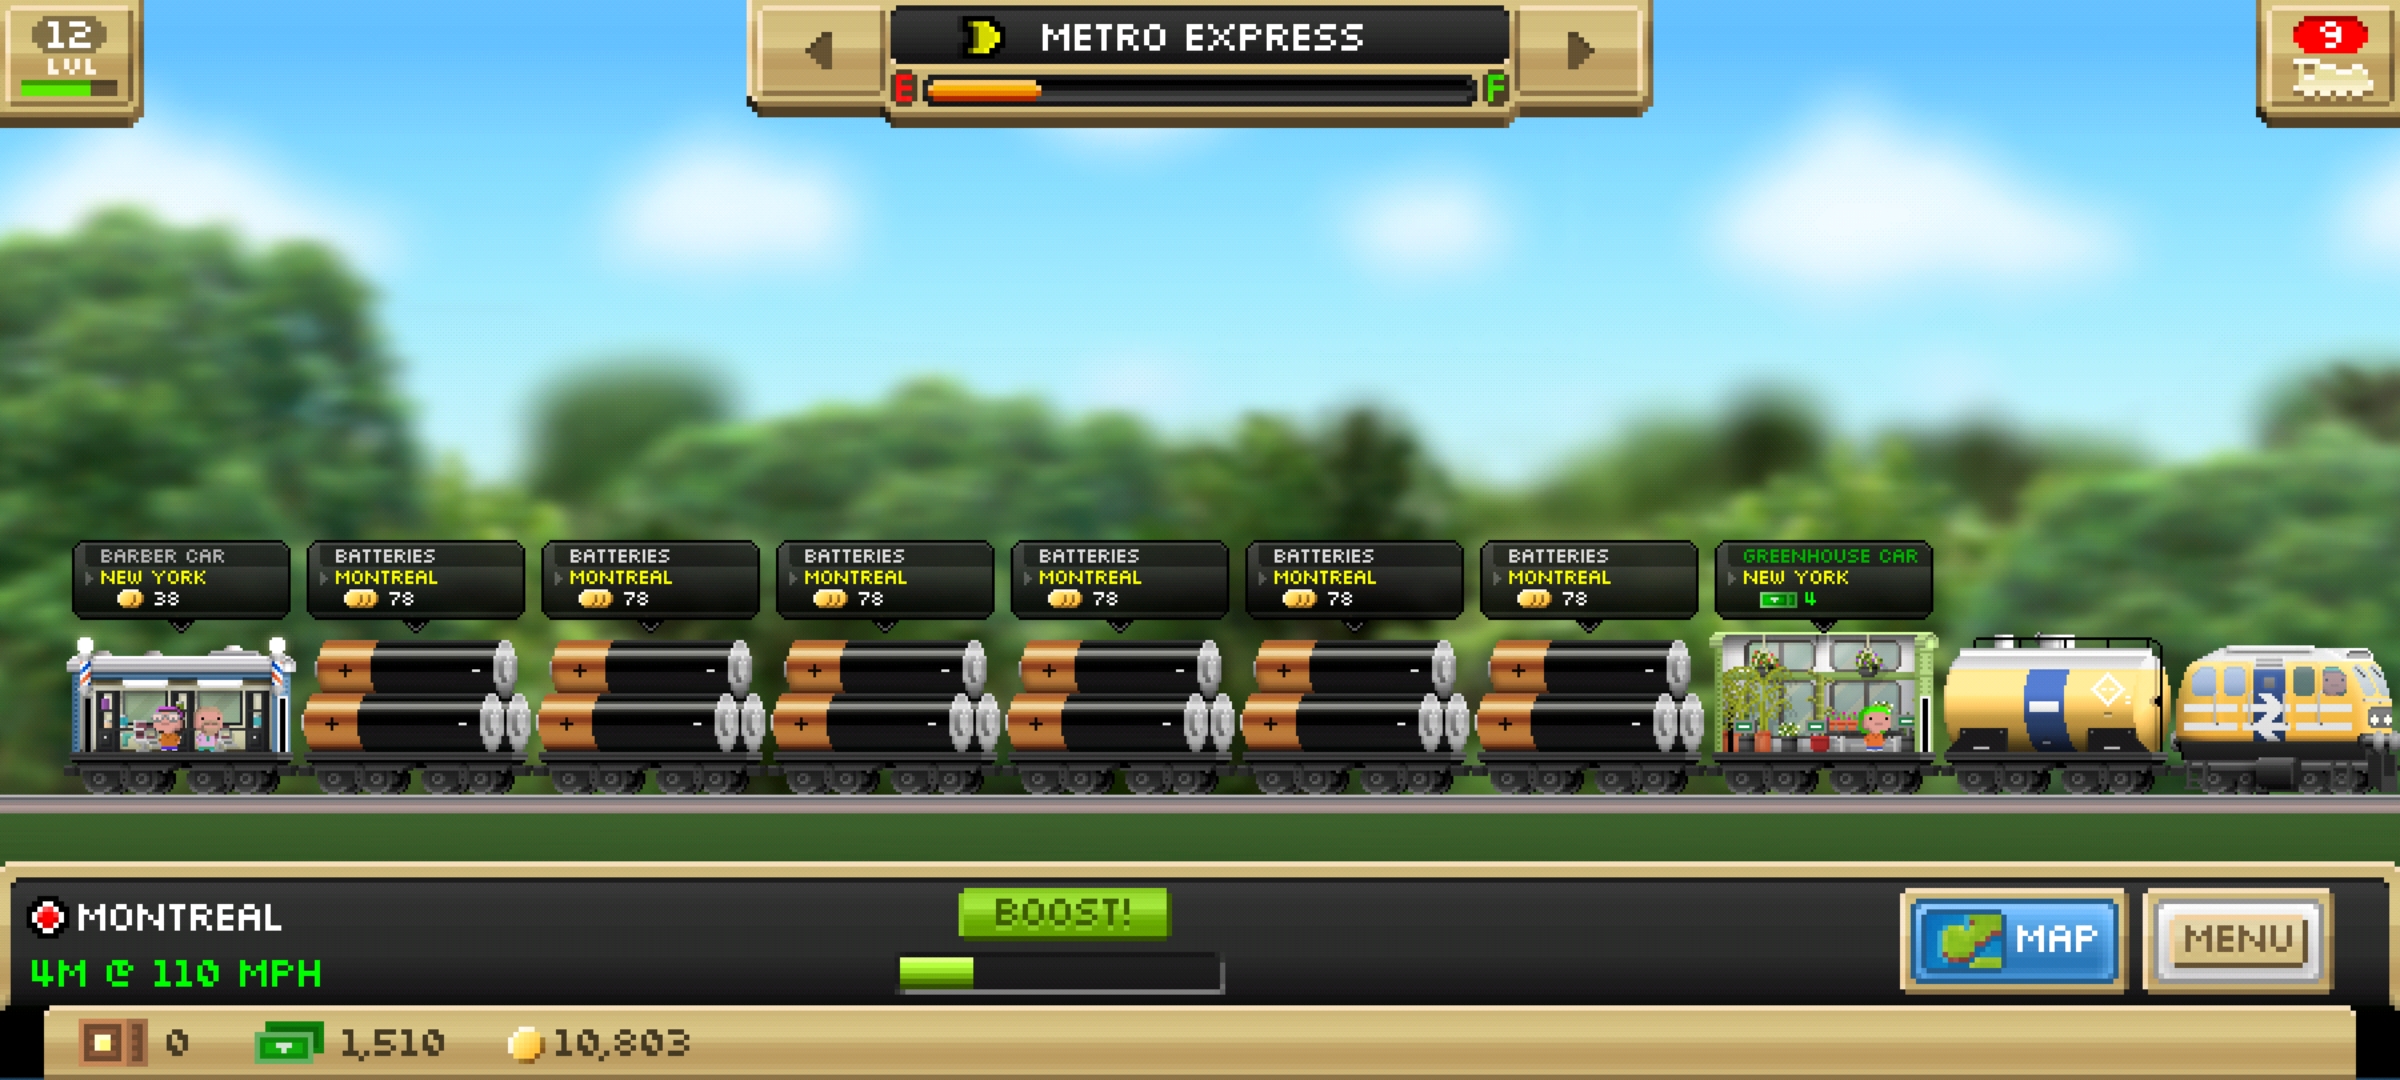 12
LVL
METRO EXPRESS
E F
9
BARBER CAR
NEW YORK
38
BATTERIES
MONTREAL
78
BATTERIES
MONTREAL
78
BATTERIES
MONTREAL
78
BATTERIES
MONTREAL
78
BATTERIES
MONTREAL
78
BATTERIES
MONTREAL
78
GREENHOUSE CAR
NEW YORK
4
+ -
+ -
+ -
+ -
+ -
+ -
+ -
+ -
+ -
+ -
+ -
+ -
MONTREAL
4M @ 110 MPH
BOOST!
MAP
MENU
0
1,510
10,803